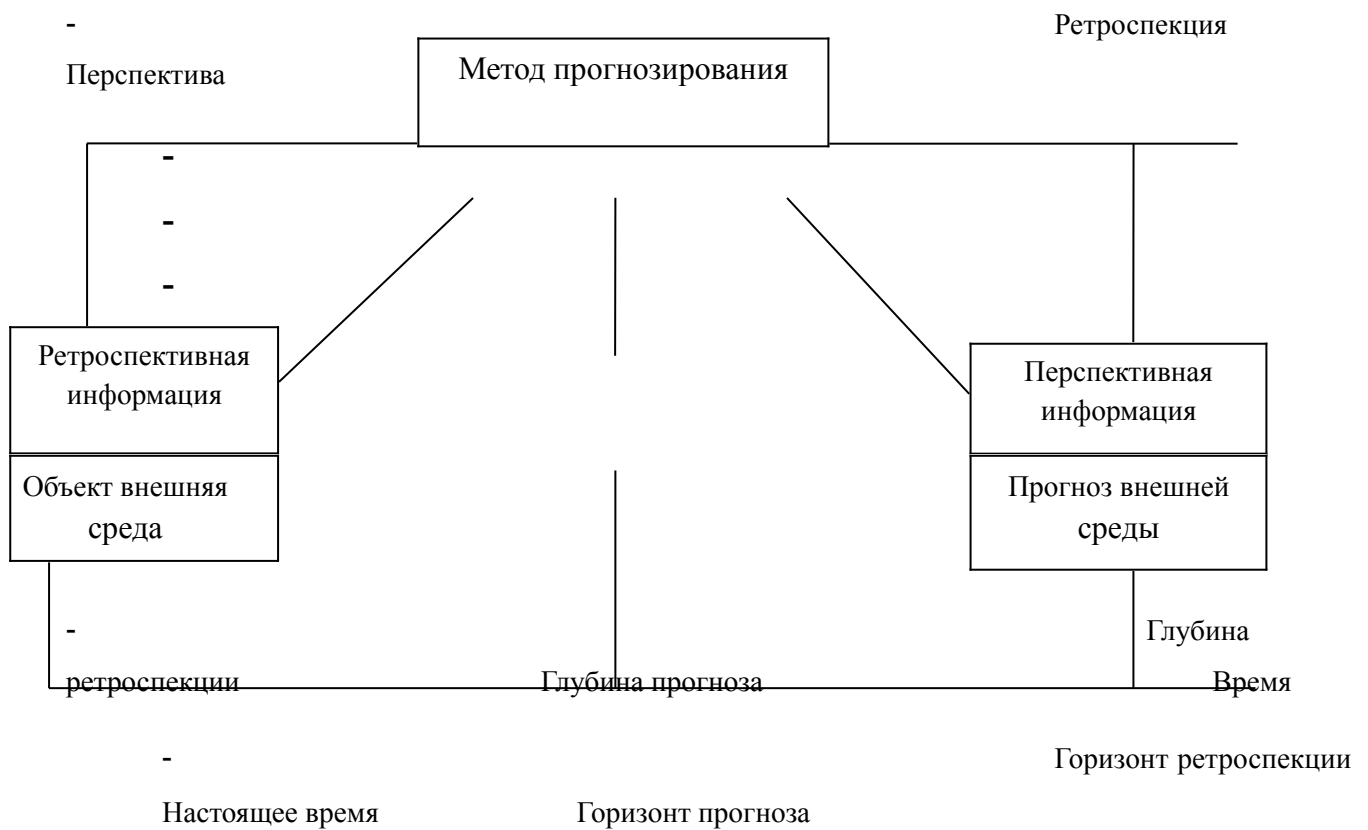 - Ретроспекция
Перспектива
Метод прогнозирования
-
-
-
Ретроспективная
информация
Перспективная
информация
Объект внешняя
среда
Прогноз внешней
среды
- Глубина
ретроспекции Глубина прогноза Время
- Горизонт ретроспекции
Настоящее время Горизонт прогноза